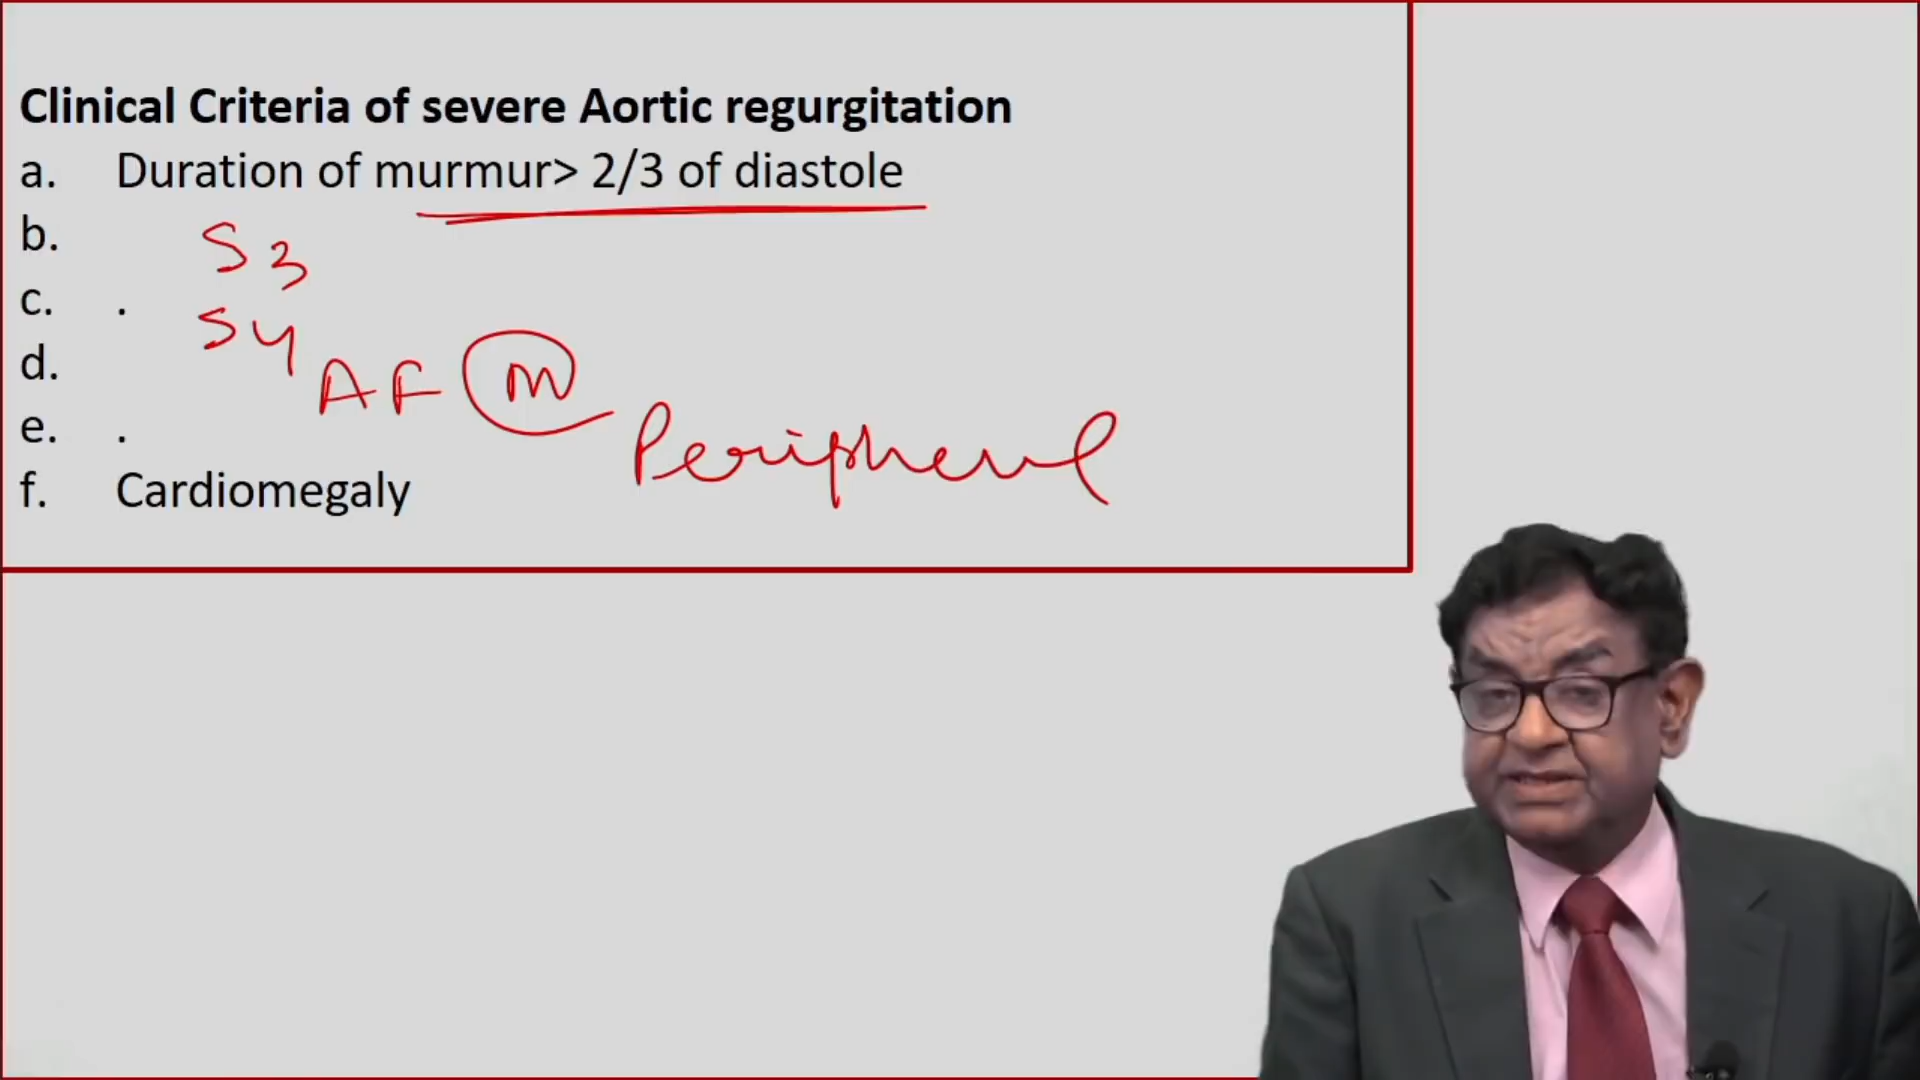 Clinical Criteria of severe Aortic regurgitation
a. Duration of murmur> 2/3 of diastole
b. S3
c. . S4
d. AF M
e. . Peripheral
f. Cardiomegaly